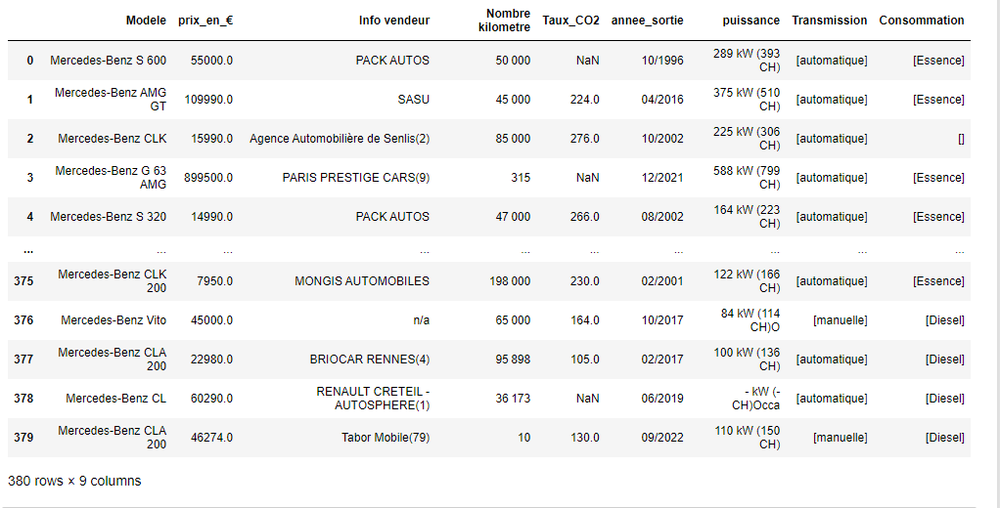 Modele prix_en_€ Info vendeur Nombre kilometre Taux_CO2 annee_sortie puissance Transmission Consommation
0 Mercedes-Benz S 600 55000.0 PACK AUTOS 50 000 NaN 10/1996 289 kW (393 CH) [automatique] [Essence]
1 Mercedes-Benz AMG GT 109990.0 SASU 45 000 224.0 04/2016 375 kW (510 CH) [automatique] [Essence]
2 Mercedes-Benz CLK 15990.0 Agence Automobilière de Senlis(2) 85 000 276.0 10/2002 225 kW (306 CH) [automatique] []
3 Mercedes-Benz G 63 AMG 899500.0 PARIS PRESTIGE CARS(9) 315 NaN 12/2021 588 kW (799 CH) [automatique] [Essence]
4 Mercedes-Benz S 320 14990.0 PACK AUTOS 47 000 266.0 08/2002 164 kW (223 CH) [automatique] [Essence]
... ... ... ... ... ... ... ... ... ...
375 Mercedes-Benz CLK 200 7950.0 MONGIS AUTOMOBILES 198 000 230.0 02/2001 122 kW (166 CH) [automatique] [Essence]
376 Mercedes-Benz Vito 45000.0 n/a 65 000 164.0 10/2017 84 kW (114 CH)O [manuelle] [Diesel]
377 Mercedes-Benz CLA 200 22980.0 BRIOCAR RENNES(4) 95 898 105.0 02/2017 100 kW (136 CH) [automatique] [Diesel]
378 Mercedes-Benz CL 60290.0 RENAULT CRETEIL - AUTOSPHERE(1) 36 173 NaN 06/2019 - kW (- CH)Occa [automatique] [Diesel]
379 Mercedes-Benz CLA 200 46274.0 Tabor Mobile(79) 10 130.0 09/2022 110 kW (150 CH) [manuelle] [Diesel]
380 rows × 9 columns